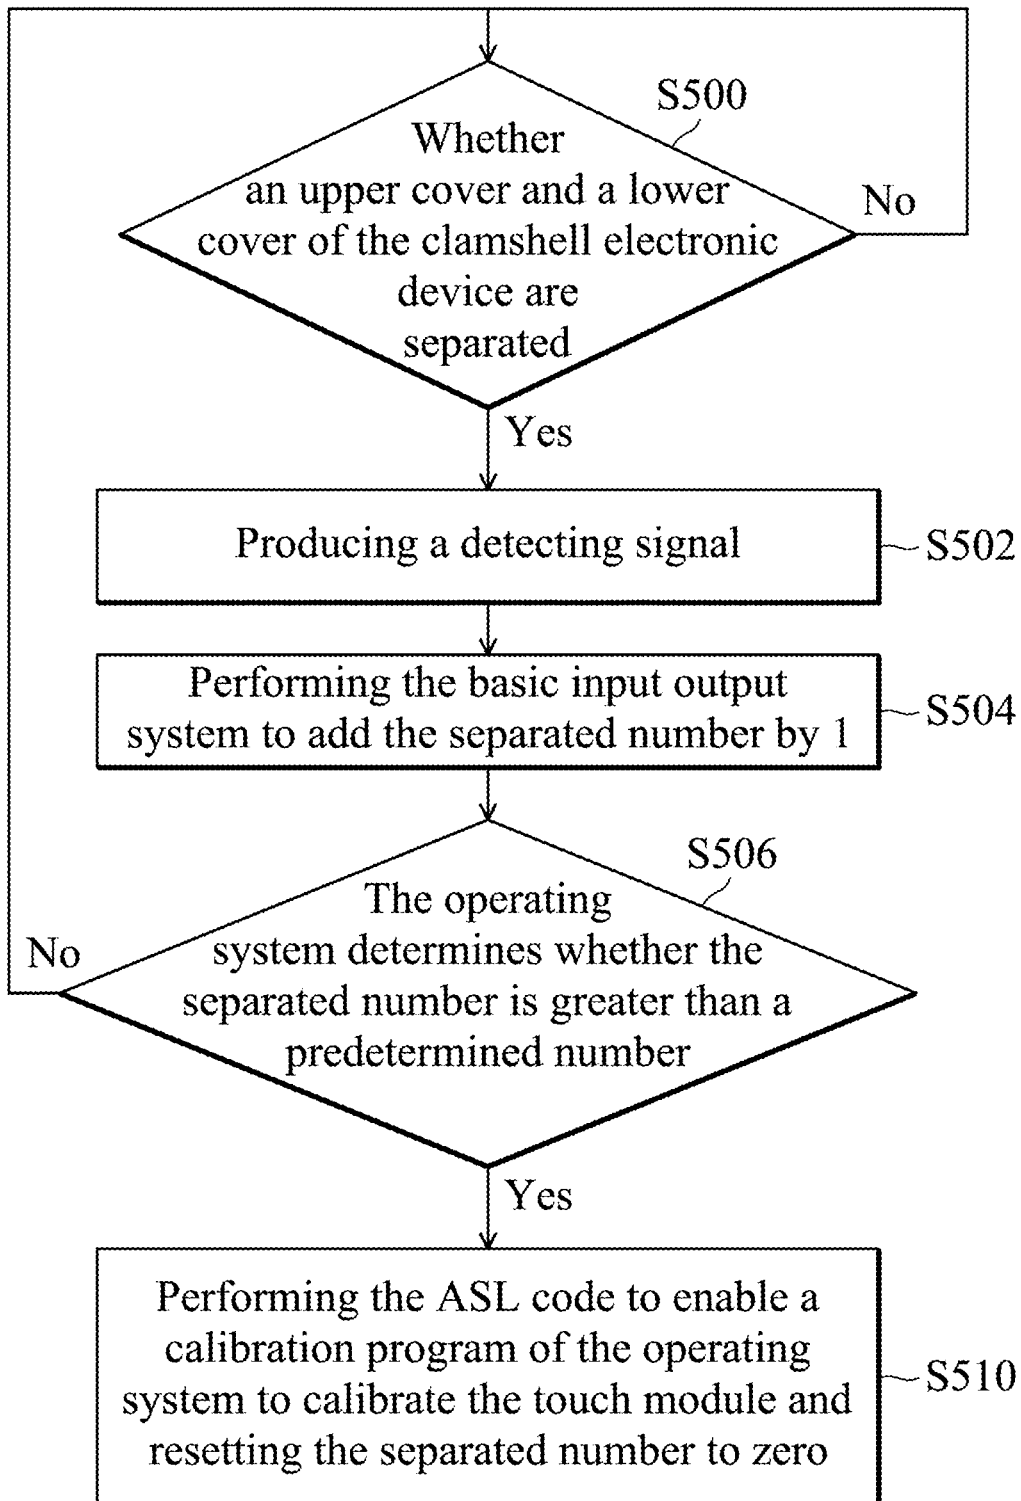 S500
Whether
an upper cover and a lower
cover of the clamshell electronic
device are
separated
No
Yes
Producing a detecting signal
S502
Performing the basic input output
system to add the separated number by 1
S504
S506
The operating
system determines whether the
separated number is greater than a
predetermined number
No
Yes
Performing the ASL code to enable a
calibration program of the operating
system to calibrate the touch module and
resetting the separated number to zero
S510